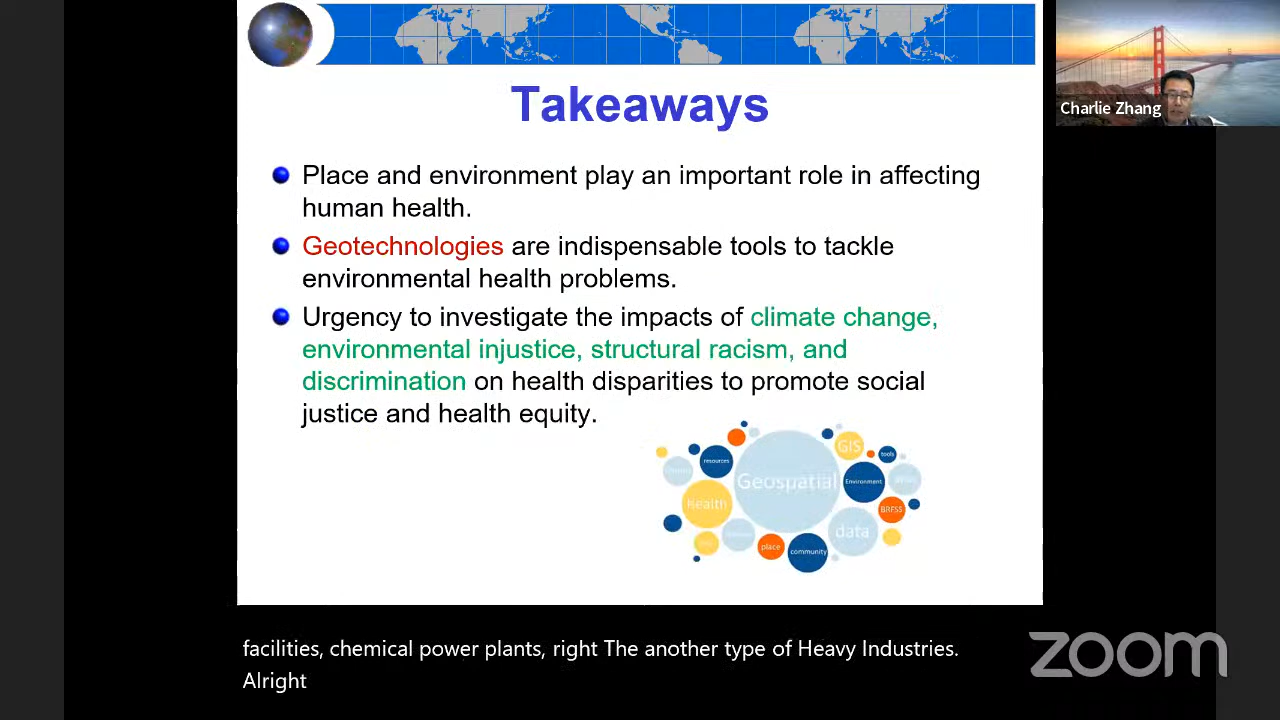 Takeaways
Charlie Zhang
Place and environment play an important role in affecting
human health.
Geotechnologies are indispensable tools to tackle
environmental health problems.
Urgency to investigate the impacts of climate change,
environmental injustice, structural racism, and
discrimination on health disparities to promote social
justice and health equity.
GIS
tools
resources
Geospatial
Environment
health
BRFSS
data
place
community
facilities, chemical power plants, right The another type of Heavy Industries.
Alright
zoom